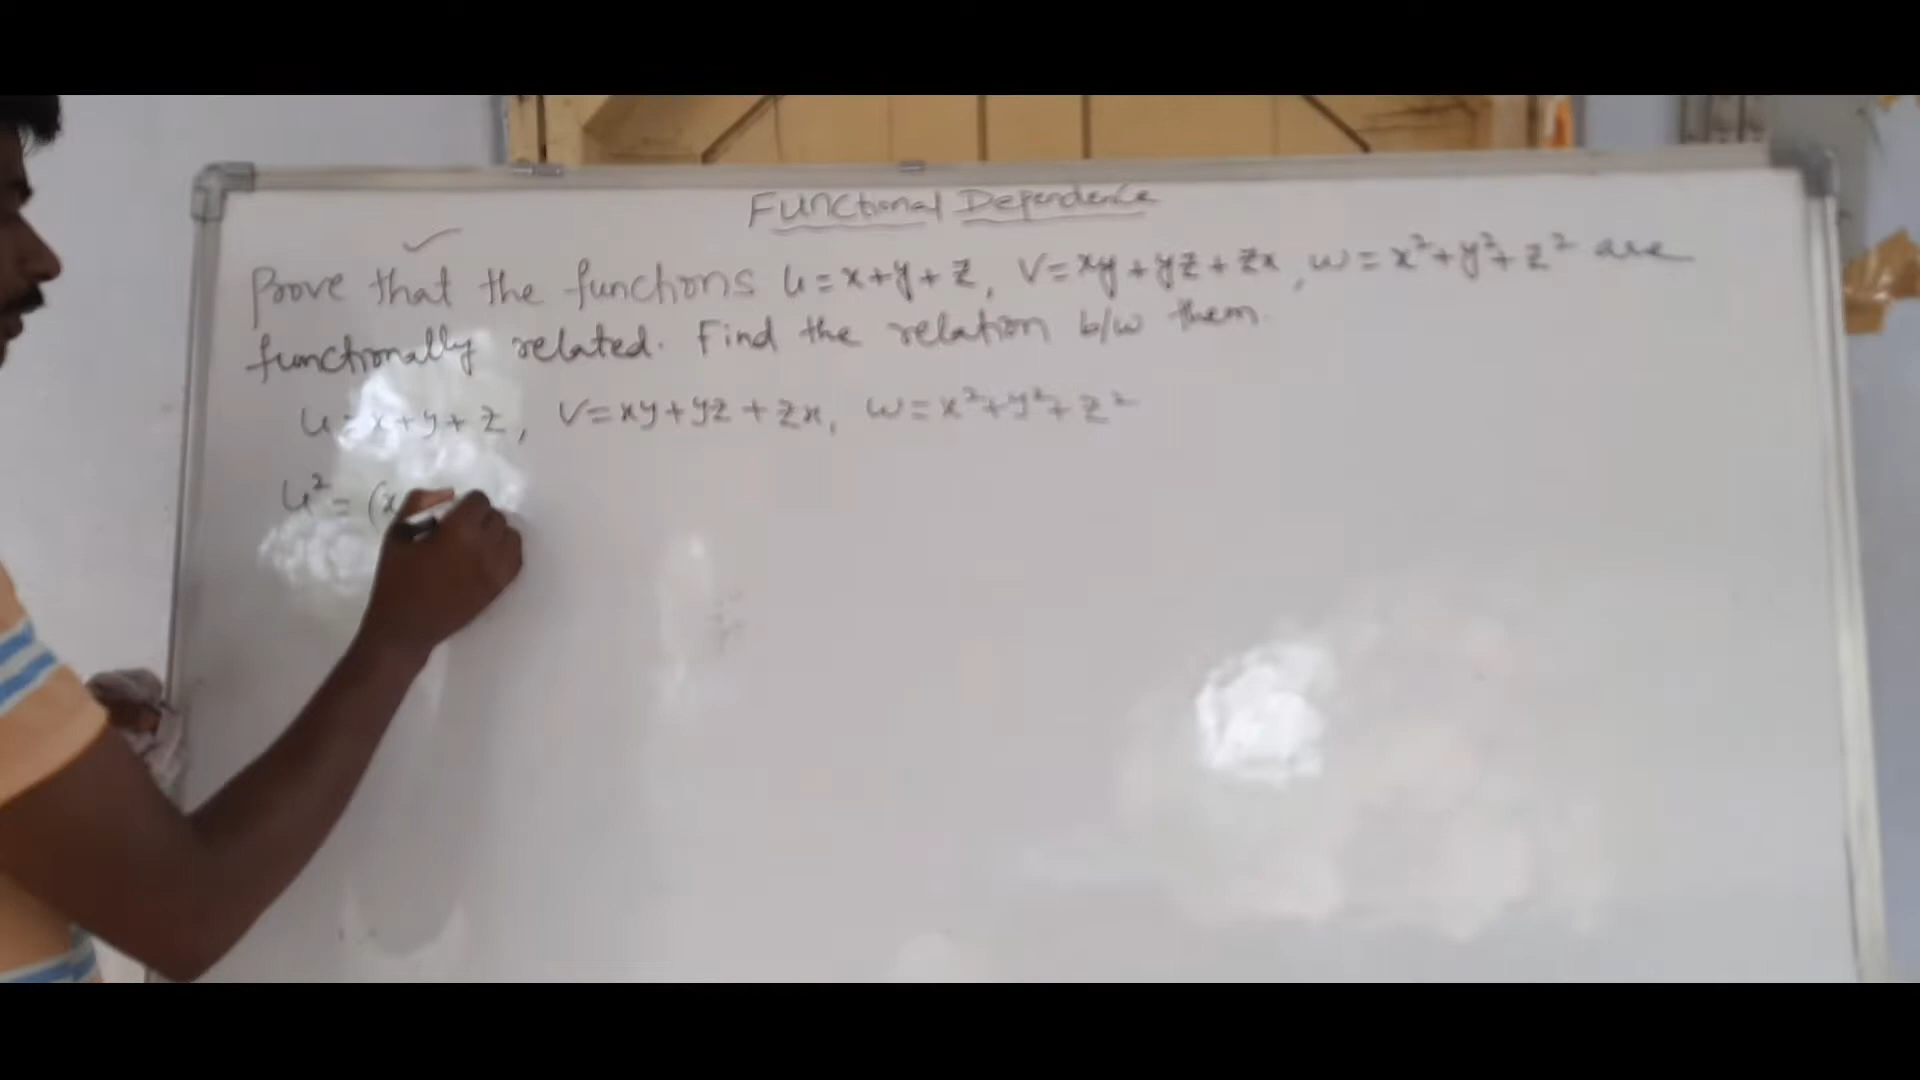 Functional Dependence
Prove that the functions u = x+y+z, v = xy+yz+zx, w = x²+y²+z² are
functionally related. Find the relation b/w them.
u = x+y+z, v = xy+yz+zx, w = x²+y²+z²
u² = (x